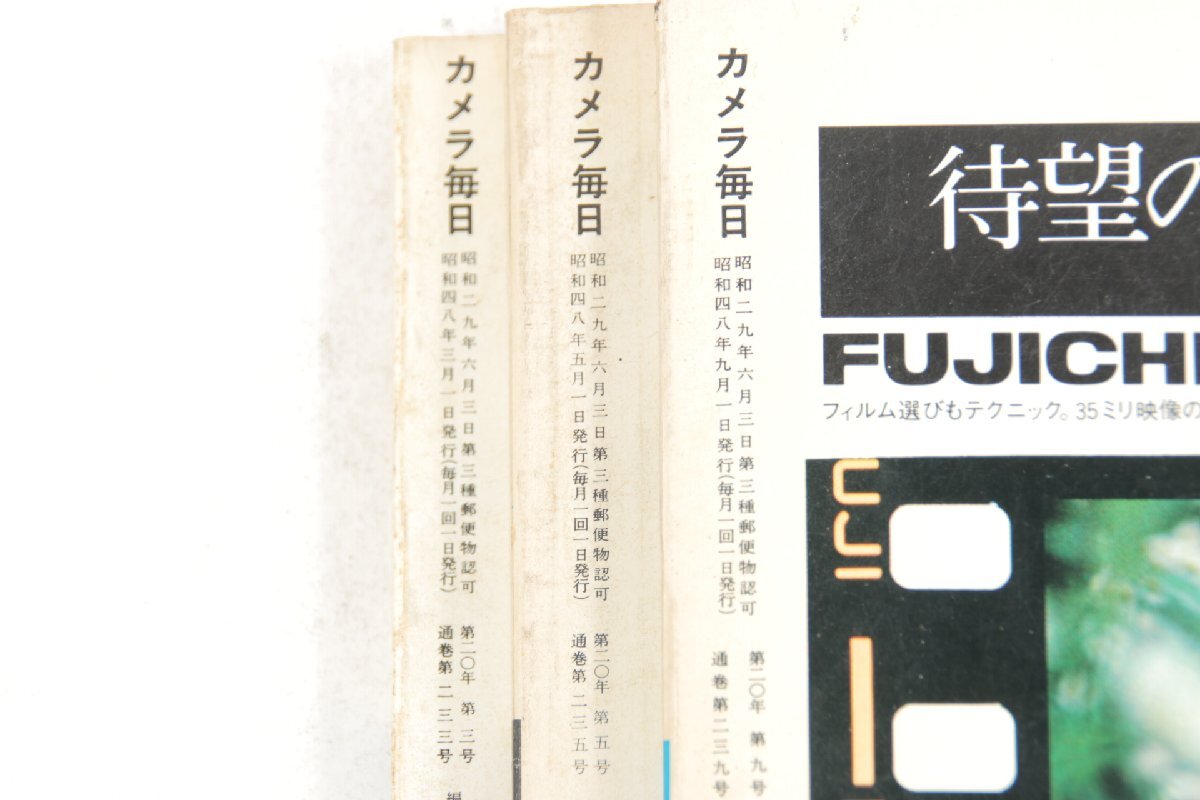 カメラ毎日
昭和二九年六月三日第三種郵便物認可 第二〇年 第三号
昭和四八年三月一日発行(毎月一回一日発行) 通巻第二三三号
編
カメラ毎日
昭和二九年六月三日第三種郵便物認可 第二〇年 第五号
昭和四八年五月一日発行(毎月一回一日発行) 通巻第二三五号
カメラ毎日
昭和二九年六月三日第三種郵便物認可 第二〇年 第九号
昭和四八年九月一日発行(毎月一回一日発行) 通巻第二三九号
待望の
FUJICH
フィルム選びもテクニック。35ミリ映像の
UJI